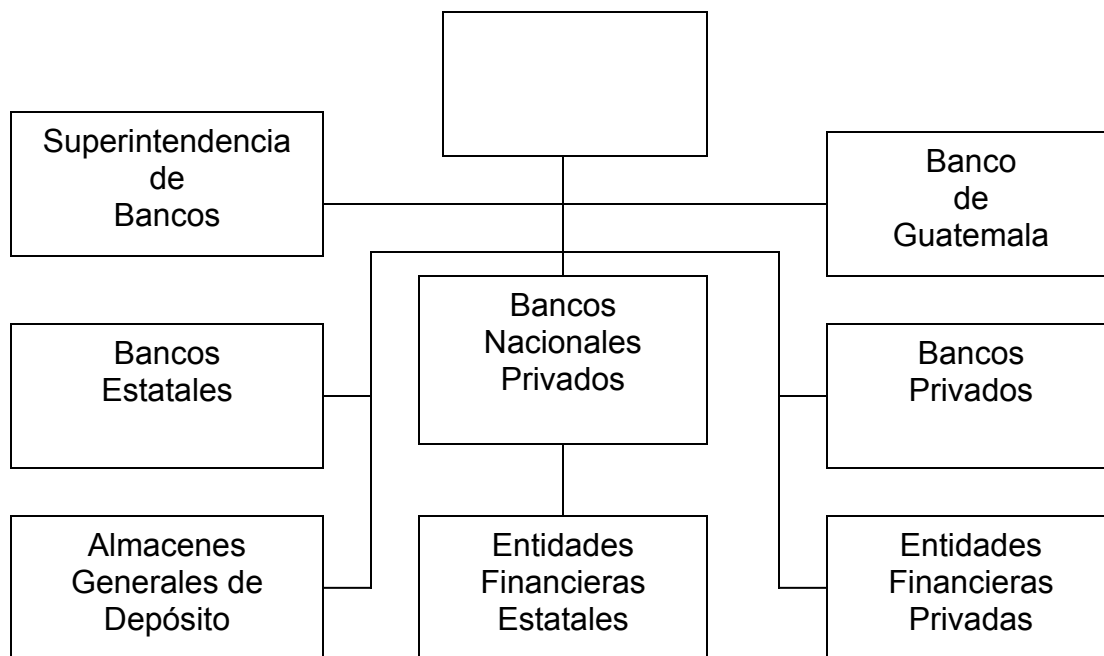 Superintendencia
de
Bancos
Banco
de
Guatemala
Bancos
Estatales
Bancos
Nacionales
Privados
Bancos
Privados
Almacenes
Generales de
Depósito
Entidades
Financieras
Estatales
Entidades
Financieras
Privadas